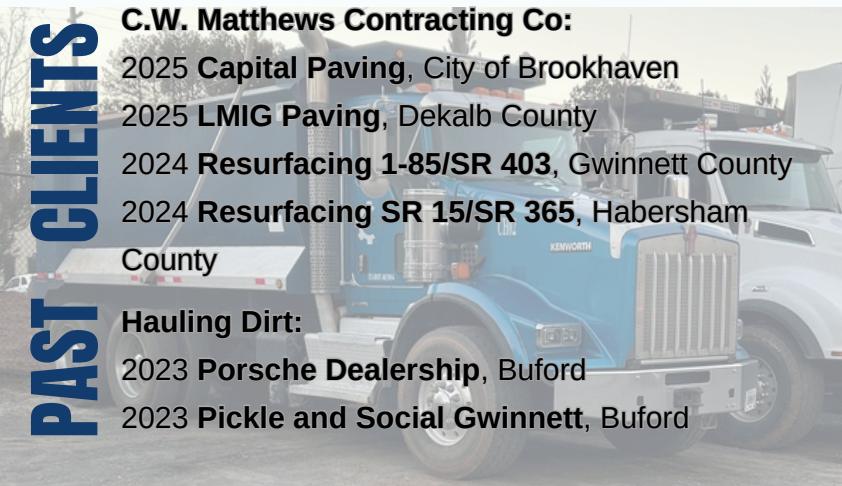 PAST CLIENTS
C.W. Matthews Contracting Co:
2025 Capital Paving, City of Brookhaven
2025 LMIG Paving, Dekalb County
2024 Resurfacing 1-85/SR 403, Gwinnett County
2024 Resurfacing SR 15/SR 365, Habersham
County
Hauling Dirt:
2023 Porsche Dealership, Buford
2023 Pickle and Social Gwinnett, Buford
KENWORTH